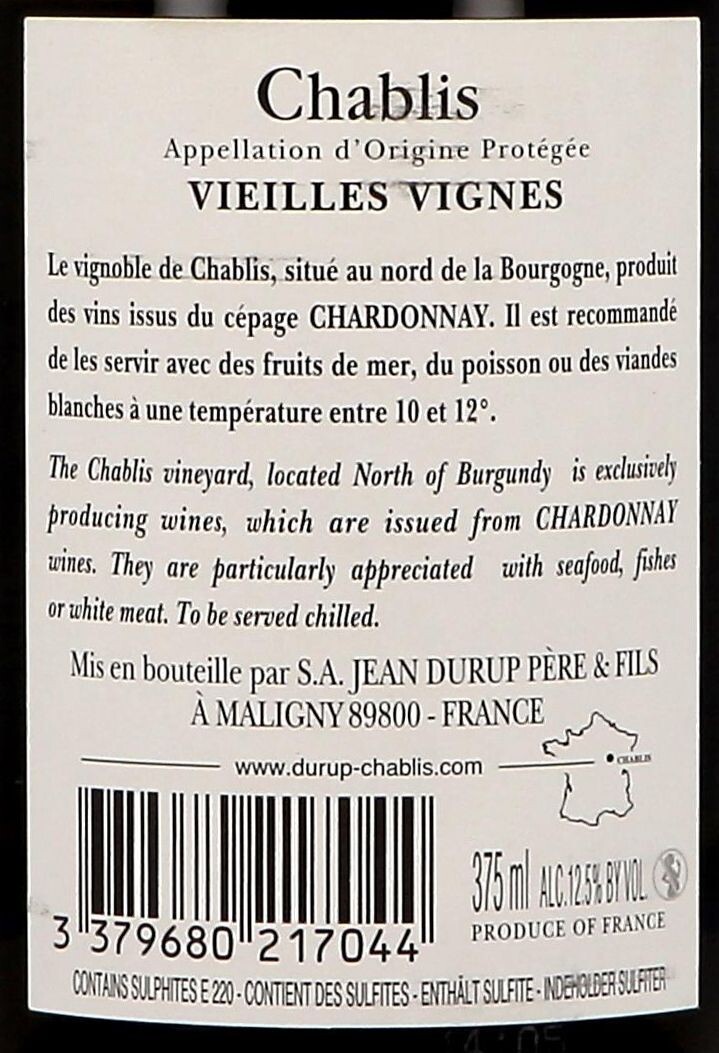 Chablis
Appellation d'Origine Protégée
VIEILLES VIGNES
Le vignoble de Chablis, situé au nord de la Bourgogne, produit
des vins issus du cépage CHARDONNAY. Il est recommandé
de les servir avec des fruits de mer, du poisson ou des viandes
blanches à une température entre 10 et 12°.
The Chablis vineyard, located North of Burgundy is exclusively
producing wines, which are issued from CHARDONNAY
wines. They are particularly appreciated with seafood, fishes
or white meat. To be served chilled.
Mis en bouteille par S.A. JEAN DURUP PÈRE & FILS
À MALIGNY 89800 - FRANCE
CHABLIS
www.durup-chablis.com
375 ml ALC.12.5% BY VOL.
PRODUCE OF FRANCE
3 379680 217044
CONTAINS SULPHITES E 220 - CONTIENT DES SULFITES - ENTHÄLT SULFITE - INDEHOLDER SULFITER